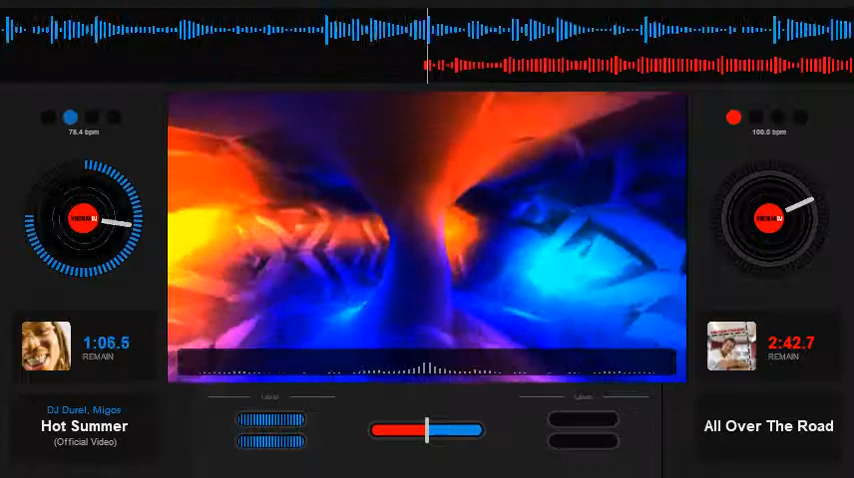 78.4 bpm
100.0 bpm
1:06.5
REMAIN
2:42.7
REMAIN
DJ Durel, Migos
Hot Summer
(Official Video)
All Over The Road